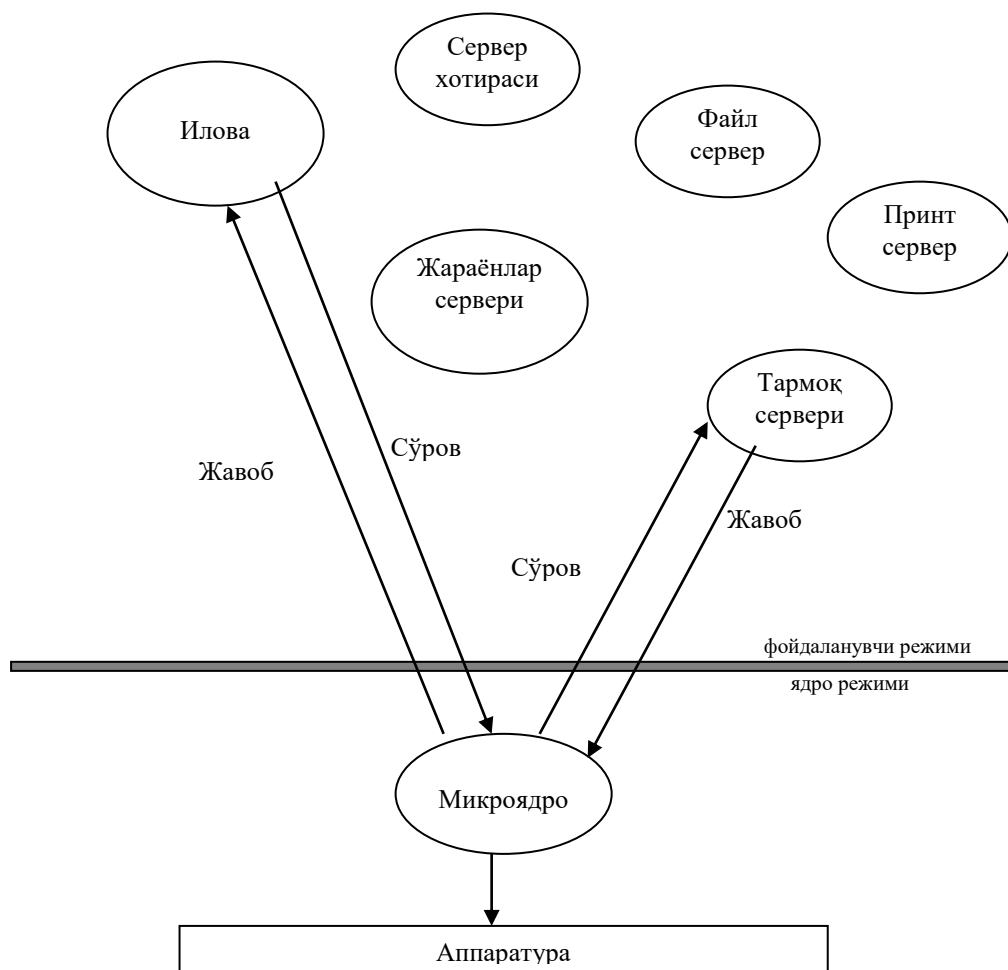 Сервер
хотираси
Илова
Файл
сервер
Принт
сервер
Жараёнлар
сервери
Тармоқ
сервери
Сўров
Жавоб
Жавоб
Сўров
фойдаланувчи режими
ядро режими
Микроядро
Аппаратура